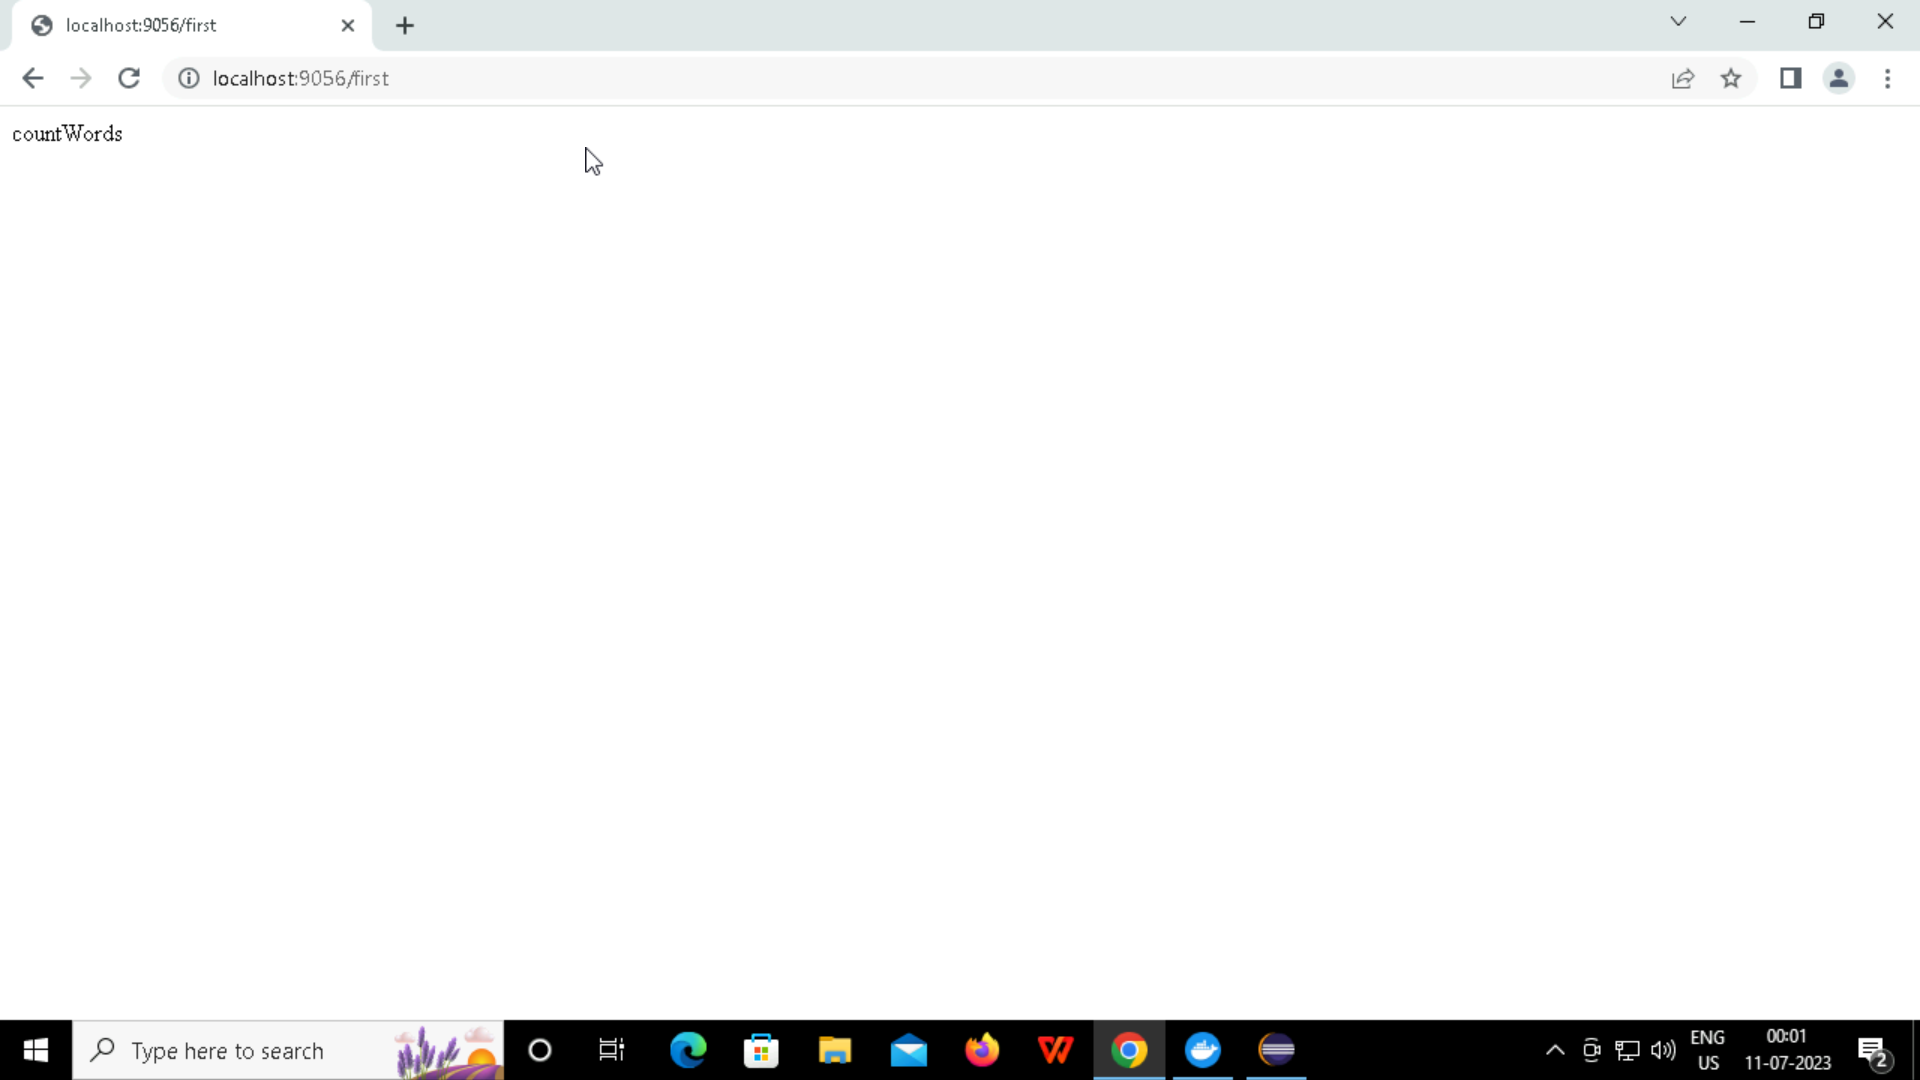 localhost:9056/first
localhost:9056/first
countWords
Type here to search
ENG
US
00:01
11-07-2023
2